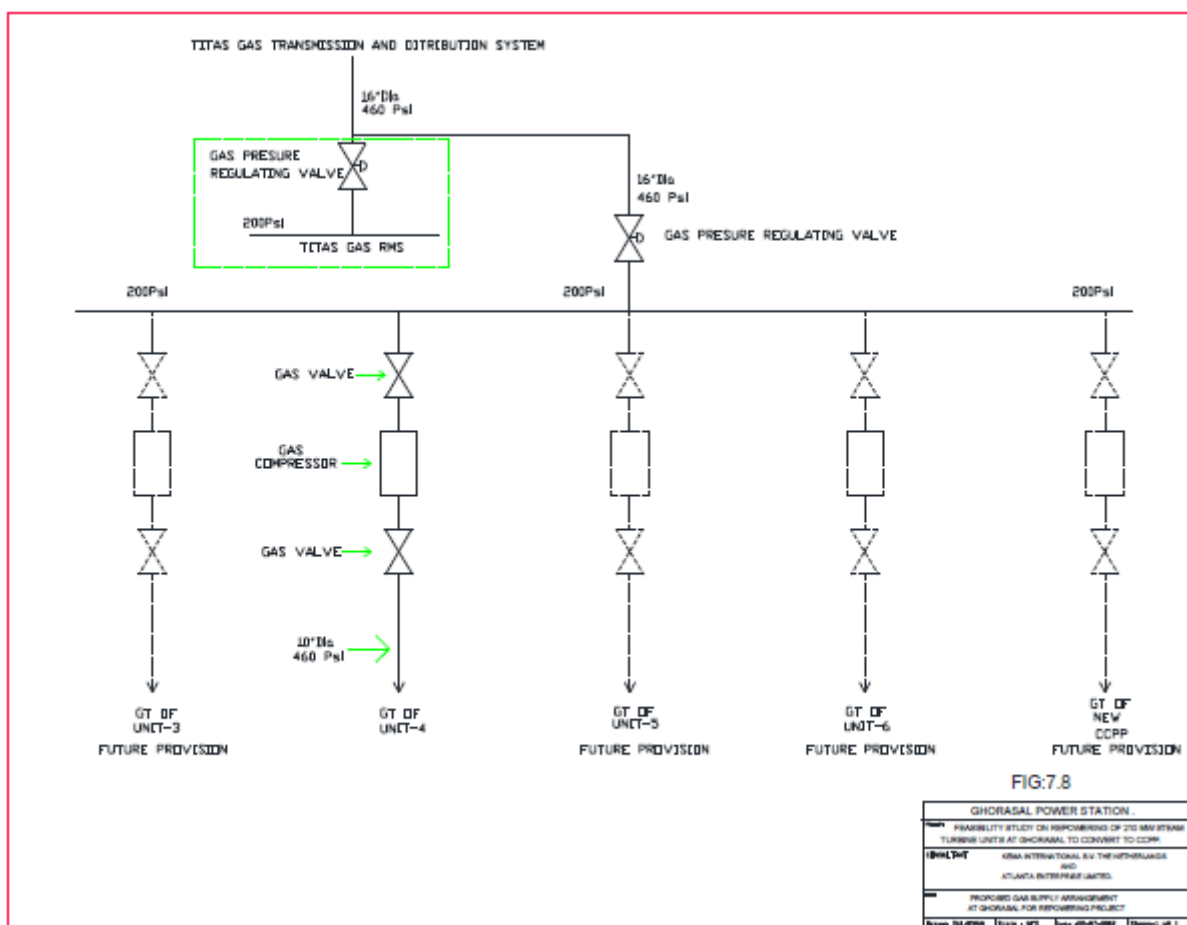 TITAS GAS TRANSMISSION AND DITRIBUTION SYSTEM
16"Dia
460 Psi
GAS PRESURE
REGULATING VALVE
16"Dia
460 Psi
200Psi
TITAS GAS RMS
GAS PRESURE REGULATING VALVE
200Psi
200Psi
200Psi
GAS VALVE
GAS
COMPRESSOR
GAS VALVE
10"Dia
460 Psi
GT OF
UNIT-3
FUTURE PROVISION
GT OF
UNIT-4
GT OF
UNIT-5
FUTURE PROVISION
GT OF
UNIT-6
FUTURE PROVISION
GT OF
NEW
CCPP
FUTURE PROVISION
FIG:7.8
GHORASAL POWER STATION .
FEASIBILITY STUDY ON REPOWERING OF 210 MW STEAM
TURBINE UNITS AT GHORASAL TO CONVERT TO CCPP.
KEMA INTERNATIONAL B.V. THE NETHERLANDS
AND
ATLANTA ENTERPRISE LIMITED.
PROPOSED GAS SUPPLY ARRANGEMENT
AT GHORASAL FOR REPOWERING PROJECT